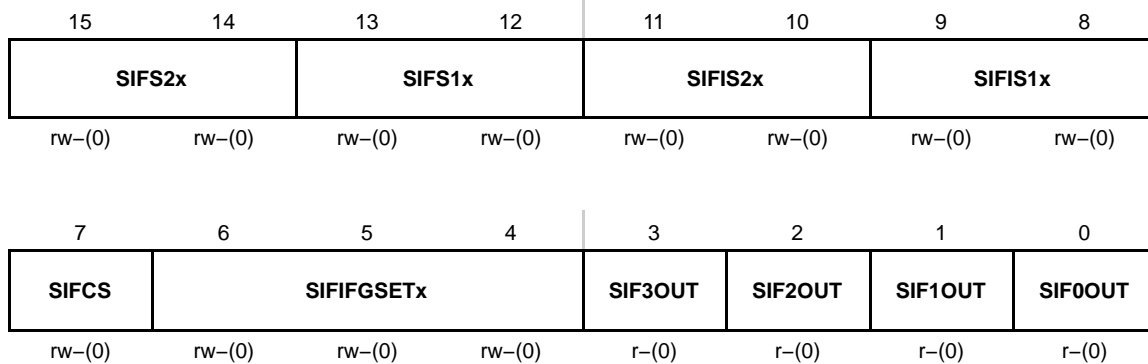 15 14 13 12 11 10 9 8
SIFS2x SIFS1x SIFIS2x SIFIS1x
rw−(0) rw−(0) rw−(0) rw−(0) rw−(0) rw−(0) rw−(0) rw−(0)
7 6 5 4 3 2 1 0
SIFCS SIFIFGSETx SIF3OUT SIF2OUT SIF1OUT SIF0OUT
rw−(0) rw−(0) rw−(0) rw−(0) r−(0) r−(0) r−(0) r−(0)